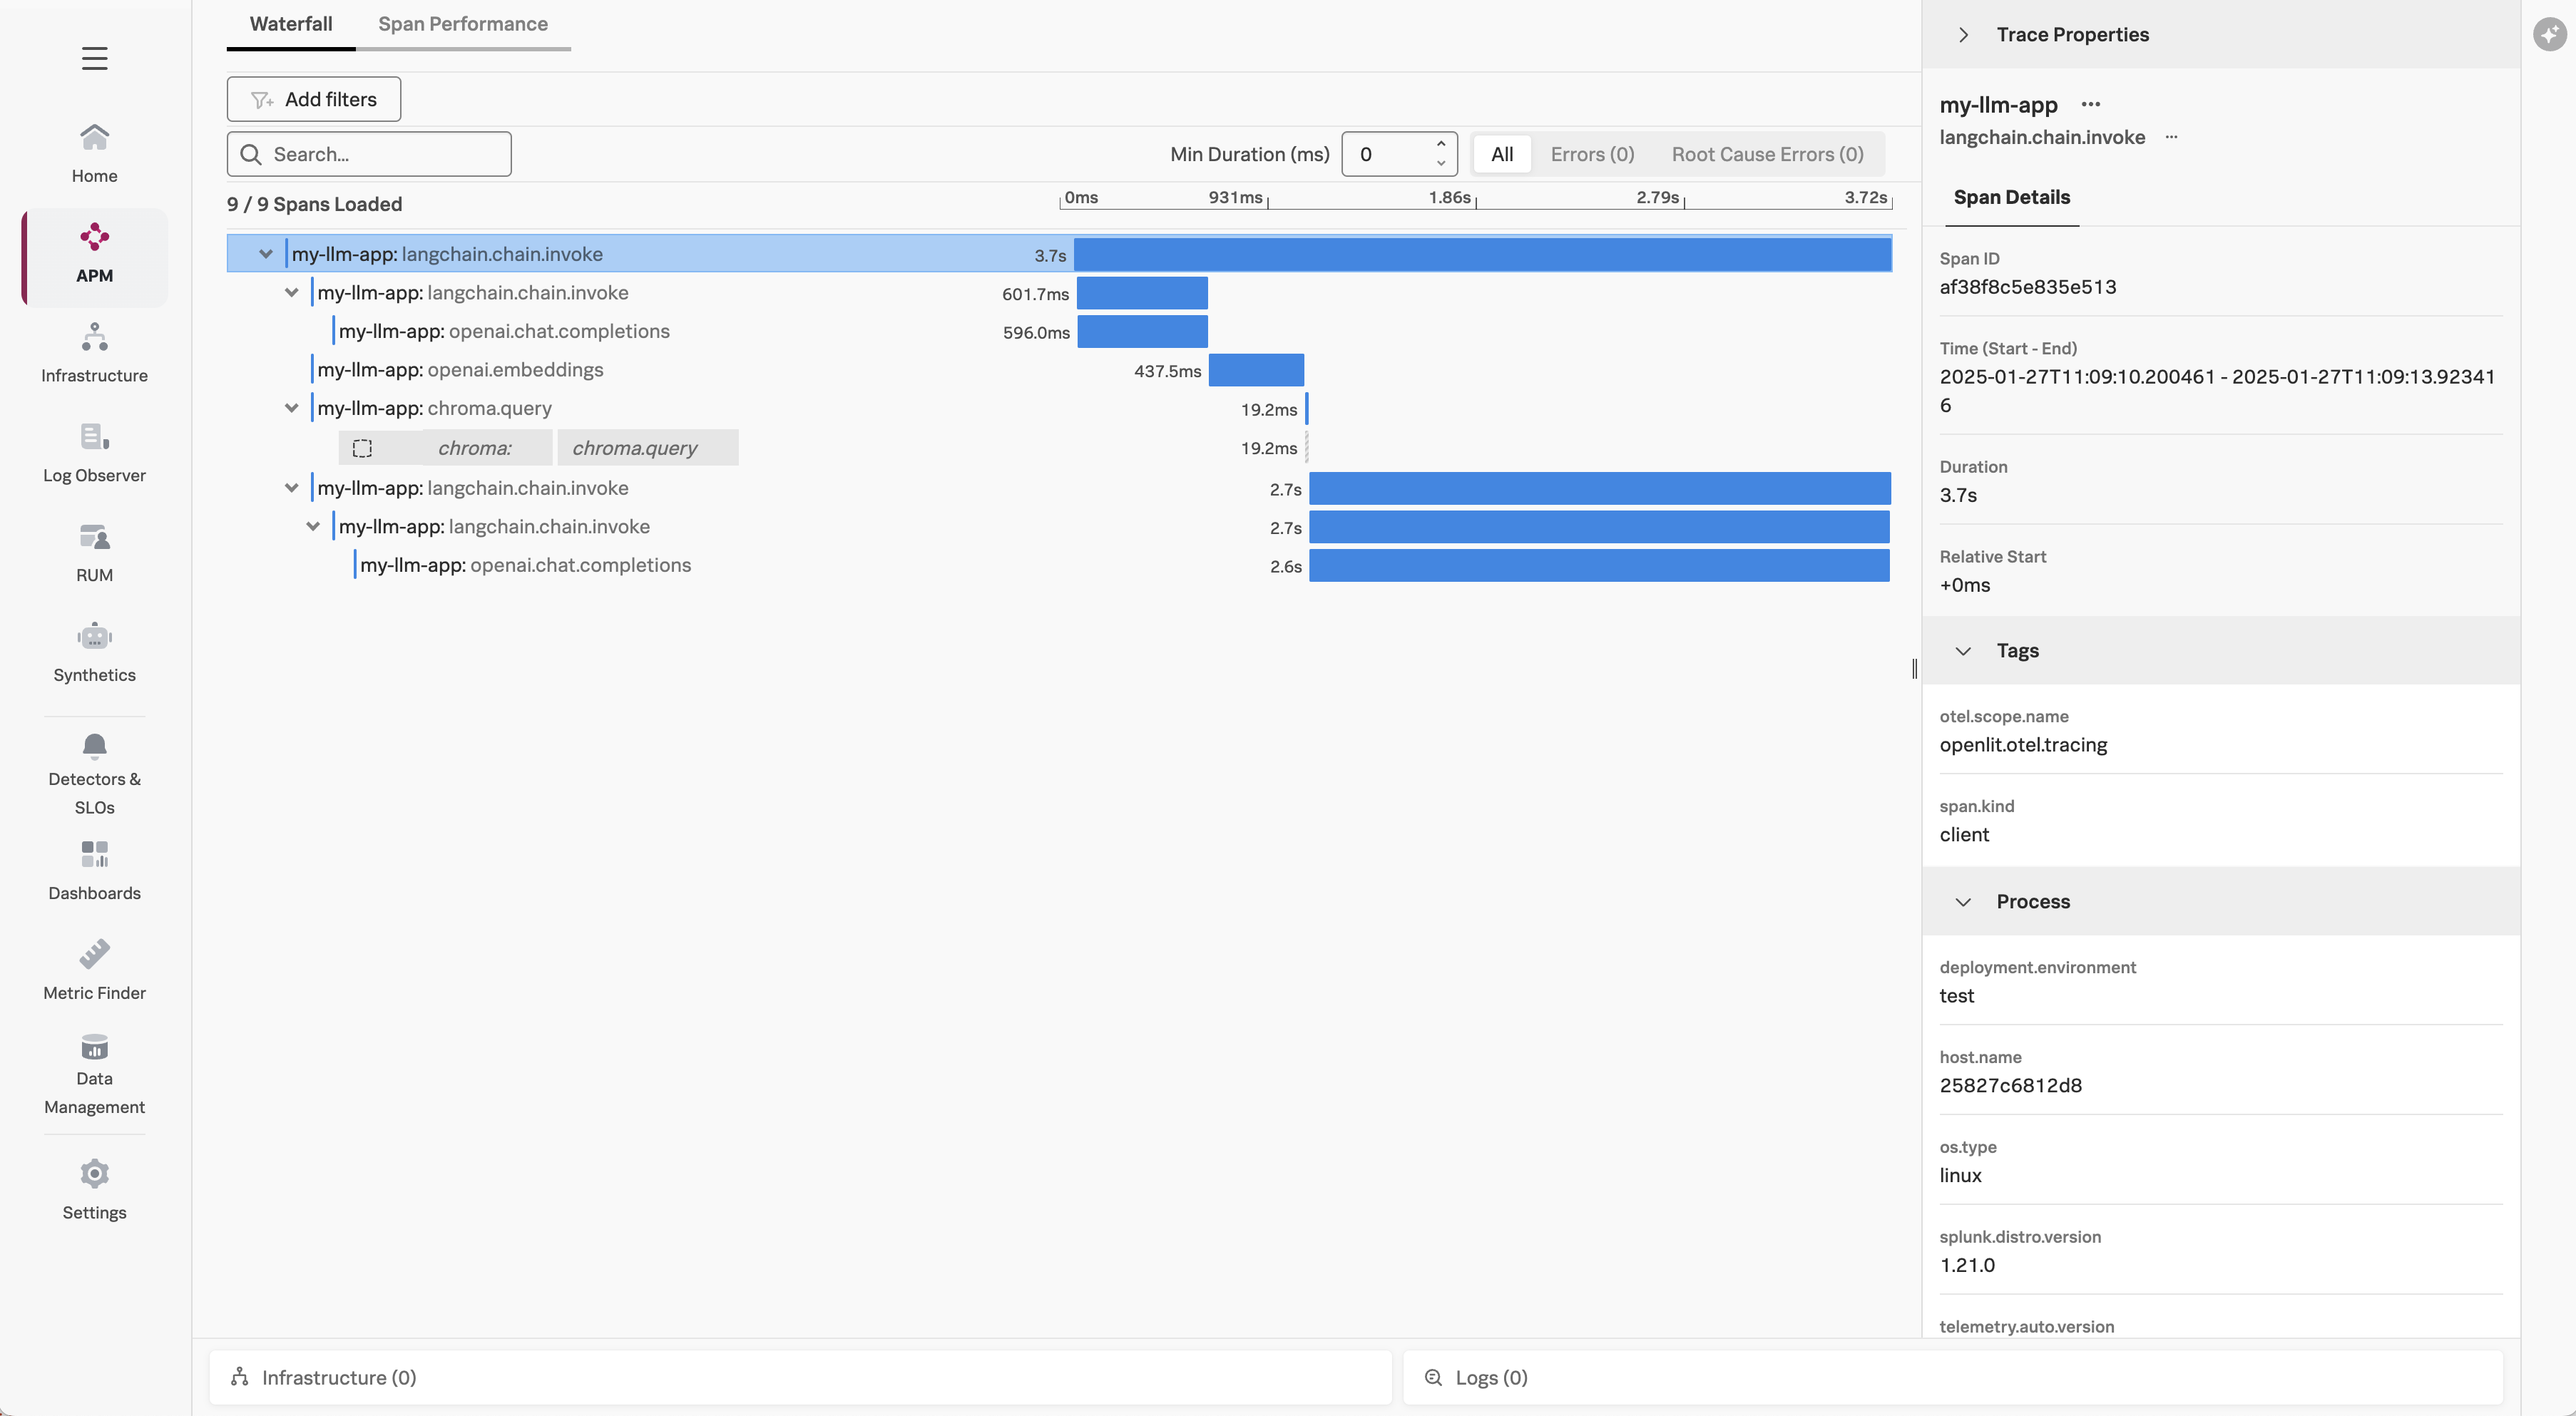 Waterfall
Span Performance
Add filters
Search...
Min Duration (ms)
0
All
Errors (0)
Root Cause Errors (0)
9 / 9 Spans Loaded
0ms
931ms
1.86s
2.79s
3.72s
my-llm-app: langchain.chain.invoke
3.7s
my-llm-app: langchain.chain.invoke
601.7ms
my-llm-app: openai.chat.completions
596.0ms
my-llm-app: openai.embeddings
437.5ms
my-llm-app: chroma.query
19.2ms
chroma:
chroma.query
19.2ms
my-llm-app: langchain.chain.invoke
2.7s
my-llm-app: langchain.chain.invoke
2.7s
my-llm-app: openai.chat.completions
2.6s
Home
APM
Infrastructure
Log Observer
RUM
Synthetics
Detectors &
SLOs
Dashboards
Metric Finder
Data
Management
Settings
Trace Properties
my-llm-app
langchain.chain.invoke
Span Details
Span ID
af38f8c5e835e513
Time (Start - End)
2025-01-27T11:09:10.200461 - 2025-01-27T11:09:13.92341
6
Duration
3.7s
Relative Start
+0ms
Tags
otel.scope.name
openlit.otel.tracing
span.kind
client
Process
deployment.environment
test
host.name
25827c6812d8
os.type
linux
splunk.distro.version
1.21.0
telemetry.auto.version
Infrastructure (0)
Logs (0)